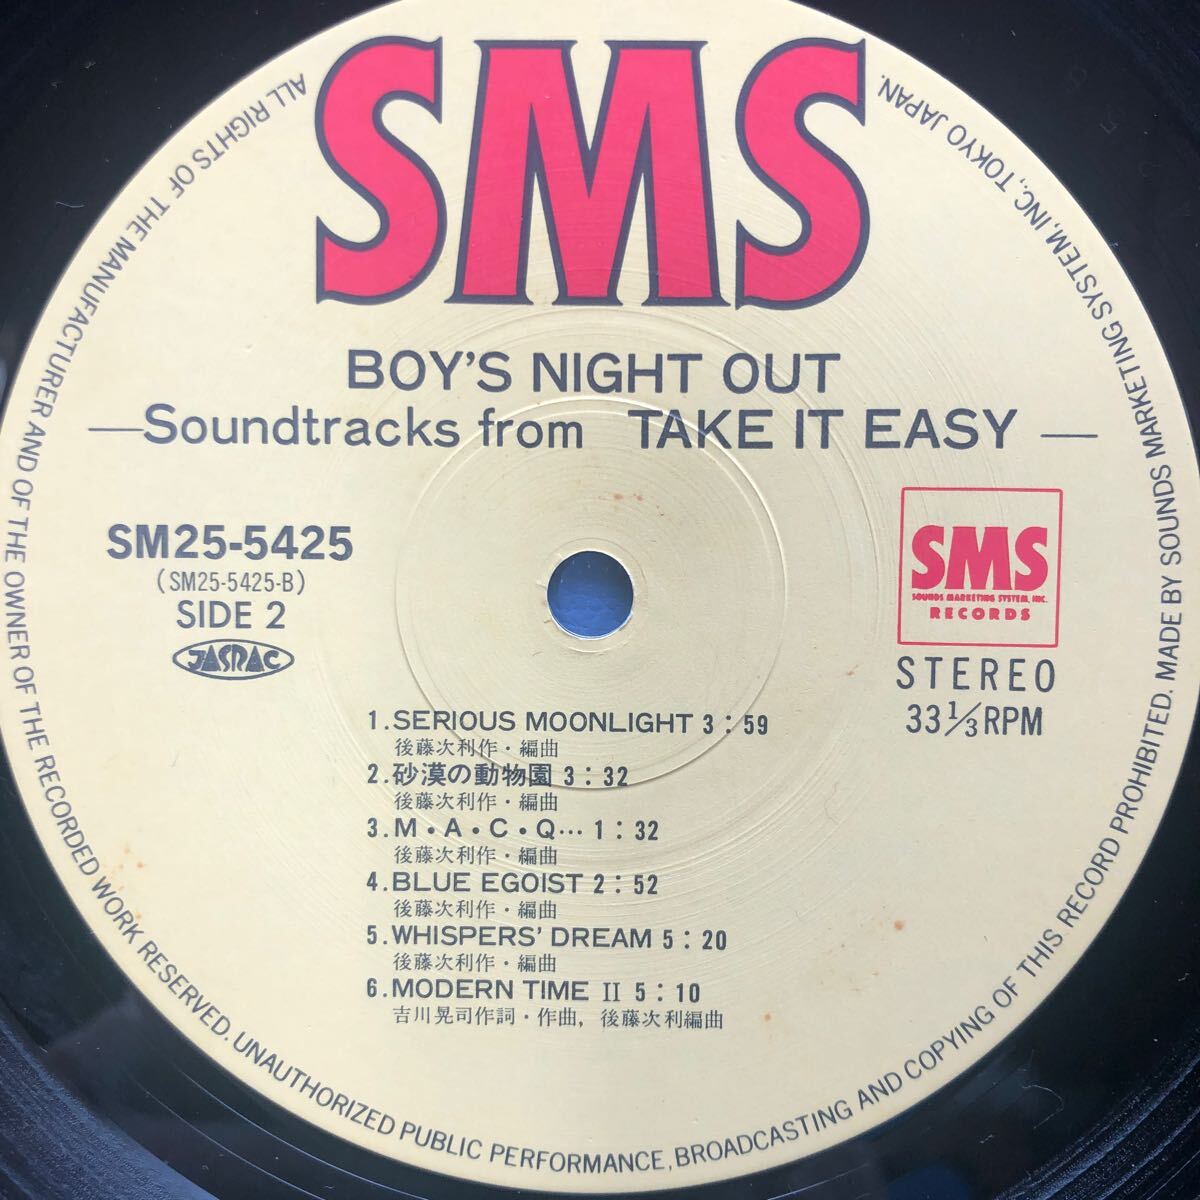 SMS
BOY'S NIGHT OUT
—Soundtracks from TAKE IT EASY—
SM25-5425
(SM25-5425-B)
SIDE 2
JASRAC
SMS
SOUNDS MARKETING SYSTEM, INC.
RECORDS
STEREO
33 1/3 RPM
1.SERIOUS MOONLIGHT 3:59
後藤次利作・編曲
2.砂漠の動物園 3:32
後藤次利作・編曲
3.M・A・C・Q… 1:32
後藤次利作・編曲
4.BLUE EGOIST 2:52
後藤次利作・編曲
5.WHISPERS' DREAM 5:20
後藤次利作・編曲
6.MODERN TIME II 5:10
吉川晃司作詞・作曲, 後藤次利編曲
ALL RIGHTS OF THE MANUFACTURER AND OF THE OWNER OF THE RECORDED WORK RESERVED. UNAUTHORIZED PUBLIC PERFORMANCE, BROADCASTING AND COPYING OF THIS RECORD PROHIBITED. MADE BY SOUNDS MARKETING SYSTEM, INC., TOKYO JAPAN.